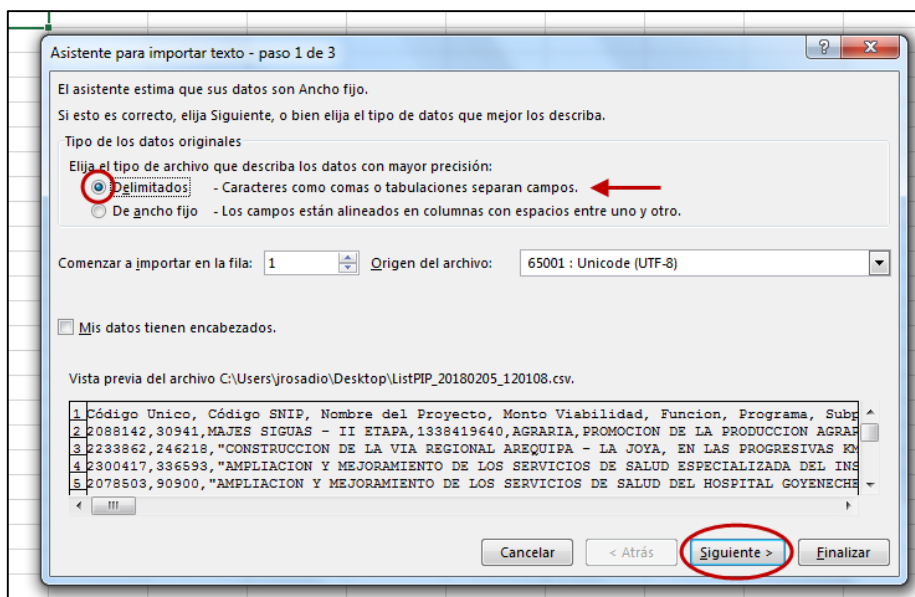 Asistente para importar texto - paso 1 de 3
El asistente estima que sus datos son Ancho fijo.
Si esto es correcto, elija Siguiente, o bien elija el tipo de datos que mejor los describa.
Tipo de los datos originales
Elija el tipo de archivo que describa los datos con mayor precisión:
Delimitados - Caracteres como comas o tabulaciones separan campos.
De ancho fijo - Los campos están alineados en columnas con espacios entre uno y otro.
Comenzar a importar en la fila: 1 Origen del archivo: 65001 : Unicode (UTF-8)
Mis datos tienen encabezados.
Vista previa del archivo C:\Users\jrosadio\Desktop\ListPIP_20180205_120108.csv.
1 Código Unico, Código SNIP, Nombre del Proyecto, Monto Viabilidad, Funcion, Programa, Subp
2 2088142,30941,MAJES SIGUAS - II ETAPA,1338419640,AGRARIA,PROMOCION DE LA PRODUCCION AGRAR
3 2233862,246218,"CONSTRUCCION DE LA VIA REGIONAL AREQUIPA - LA JOYA, EN LAS PROGRESIVAS KM
4 2300417,336593,"AMPLIACION Y MEJORAMIENTO DE LOS SERVICIOS DE SALUD ESPECIALIZADA DEL INS
5 2078503,90900,"AMPLIACION Y MEJORAMIENTO DE LOS SERVICIOS DE SALUD DEL HOSPITAL GOYENECHE
Cancelar < Atrás Siguiente > Finalizar